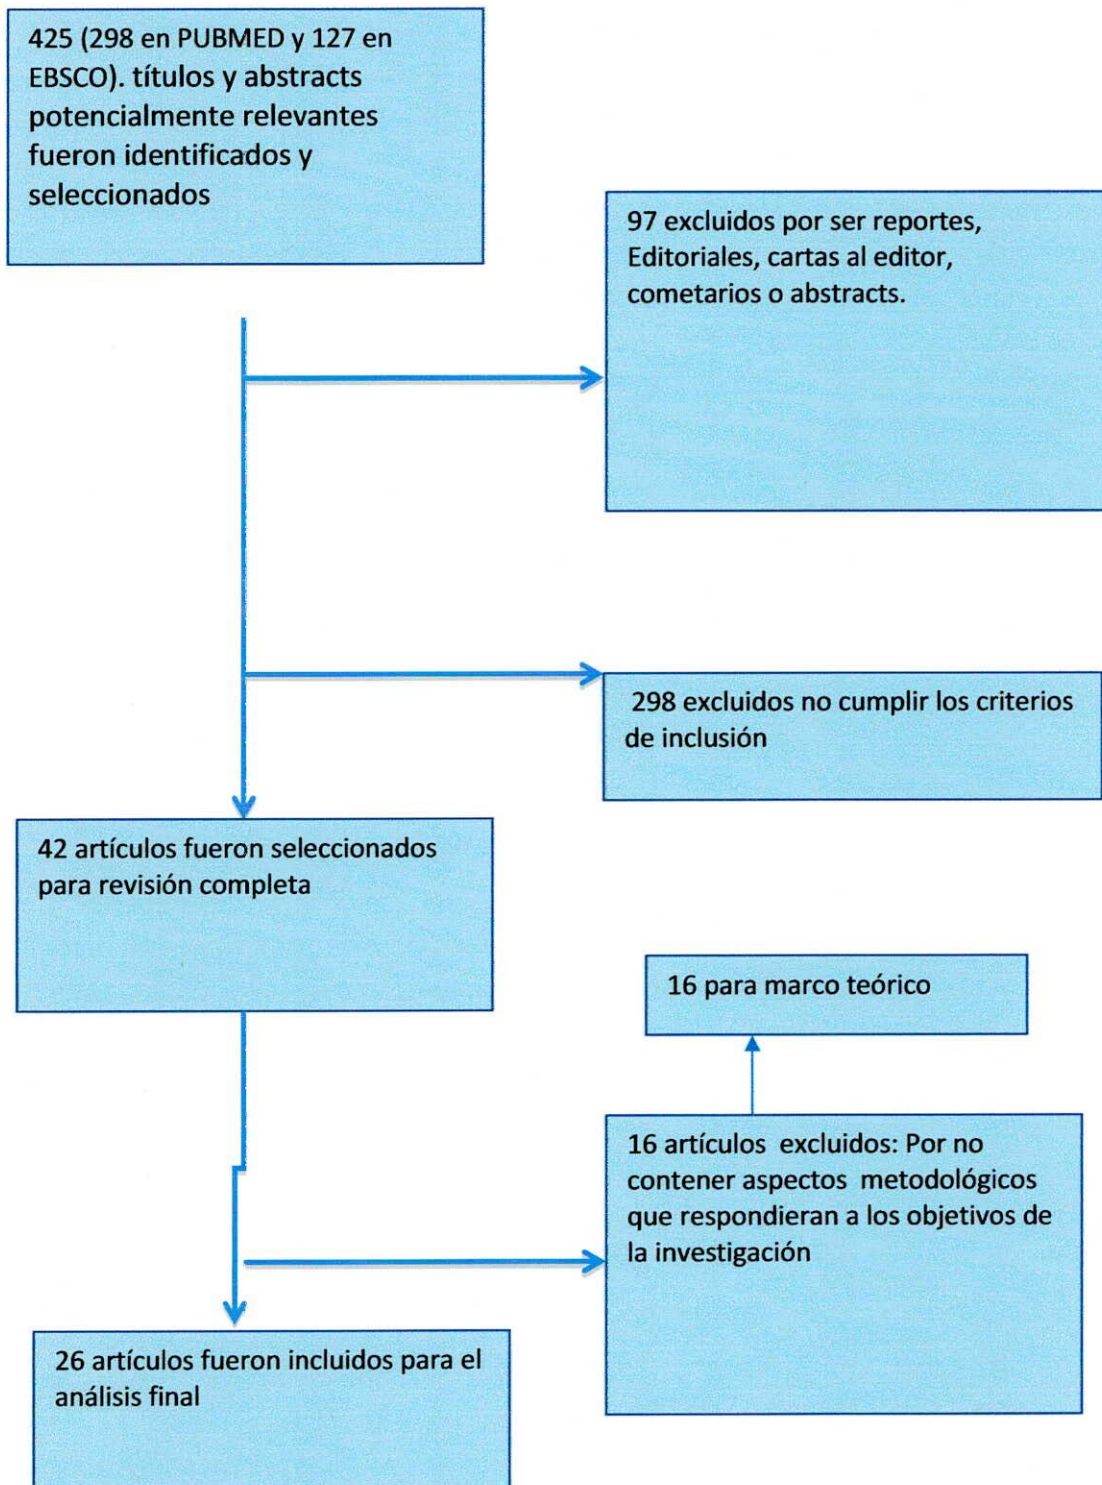 425 (298 en PUBMED y 127 en
EBSCO). títulos y abstracts
potencialmente relevantes
fueron identificados y
seleccionados
97 excluidos por ser reportes,
Editoriales, cartas al editor,
cometarios o abstracts.
298 excluidos no cumplir los criterios
de inclusión
42 artículos fueron seleccionados
para revisión completa
16 para marco teórico
16 artículos excluidos: Por no
contener aspectos metodológicos
que respondieran a los objetivos de
la investigación
26 artículos fueron incluidos para el
análisis final